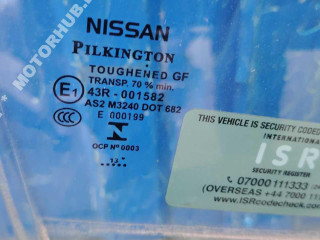 MOTORHUB.
NISSAN
PILKINGTON
TOUGHENED GF
TRANSP. 70 % min.
E1 43R - 001582
AS2 M3240 DOT 682
CCC E 000199
OCP Nº 0003
THIS VEHICLE IS SECURITY CODED
INTERNATIONAL
ISR
SECURITY REGISTER
07000 111333
(OVERSEAS +44 7000 11
www.ISRcodecheck.com